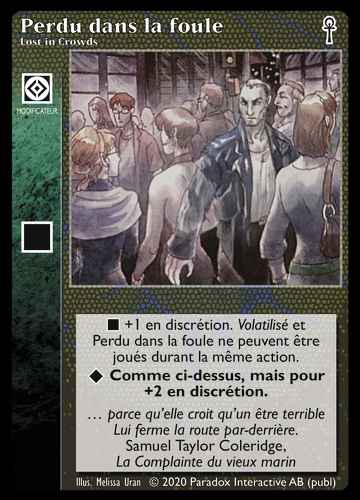 Perdu dans la foule
Lost in Crowds
MODIFICATEUR
+1 en discrétion. Volatilisé et
Perdu dans la foule ne peuvent être
joués durant la même action.
Comme ci-dessus, mais pour
+2 en discrétion.
… parce qu'elle croit qu'un être terrible
Lui ferme la route par-derrière.
Samuel Taylor Coleridge,
La Complainte du vieux marin
Illus. Melissa Uran © 2020 Paradox Interactive AB (publ)